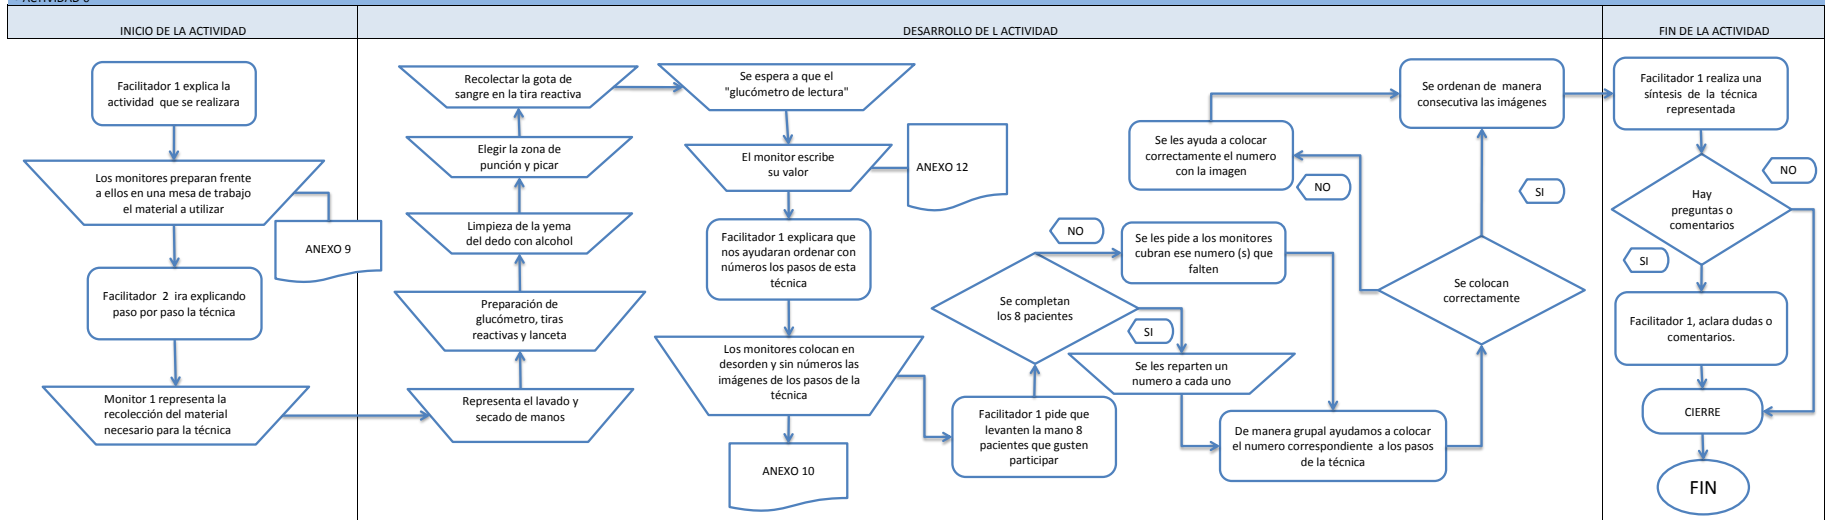 ACTIVIDAD 6
INICIO DE LA ACTIVIDAD
DESARROLLO DE L ACTIVIDAD
FIN DE LA ACTIVIDAD
Facilitador 1 explica la
actividad que se realizara
Los monitores preparan frente
a ellos en una mesa de trabajo
el material a utilizar
ANEXO 9
Facilitador 2 ira explicando
paso por paso la técnica
Monitor 1 representa la
recolección del material
necesario para la técnica
Recolectar la gota de
sangre en la tira reactiva
Elegir la zona de
punción y picar
Limpieza de la yema
del dedo con alcohol
Preparación de
glucómetro, tiras
reactivas y lanceta
Representa el lavado y
secado de manos
Se espera a que el
"glucómetro de lectura"
El monitor escribe
su valor
ANEXO 12
Facilitador 1 explicara que
nos ayudaran ordenar con
números los pasos de esta
técnica
Los monitores colocan en
desorden y sin números las
imágenes de los pasos de la
técnica
ANEXO 10
Facilitador 1 pide que
levanten la mano 8
pacientes que gusten
participar
Se completan
los 8 pacientes
NO
SI
Se les pide a los monitores
cubran ese numero (s) que
falten
Se les reparten un
numero a cada uno
De manera grupal ayudamos a colocar
el numero correspondiente a los pasos
de la técnica
Se colocan
correctamente
NO
SI
Se les ayuda a colocar
correctamente el numero
con la imagen
Se ordenan de manera
consecutiva las imágenes
Facilitador 1 realiza una
síntesis de la técnica
representada
Hay
preguntas o
comentarios
NO
SI
Facilitador 1, aclara dudas o
comentarios.
CIERRE
FIN